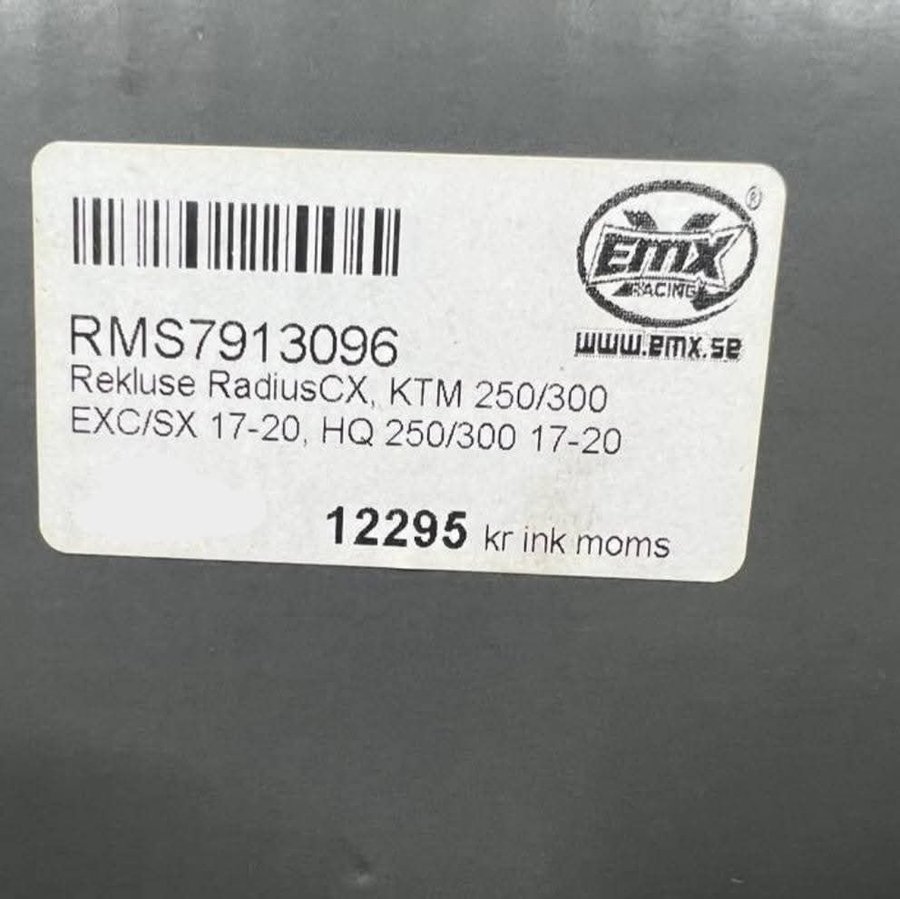 EMX
RACING
®
www.emx.se
RMS7913096
Rekluse RadiusCX, KTM 250/300
EXC/SX 17-20, HQ 250/300 17-20
12295 kr ink moms